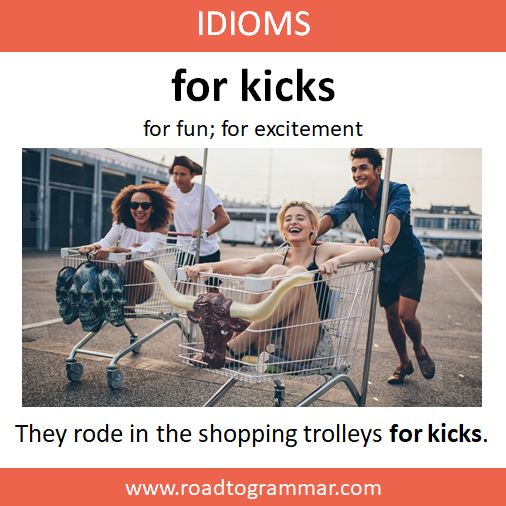 IDIOMS
for kicks
for fun; for excitement
They rode in the shopping trolleys for kicks.
www.roadtogrammar.com